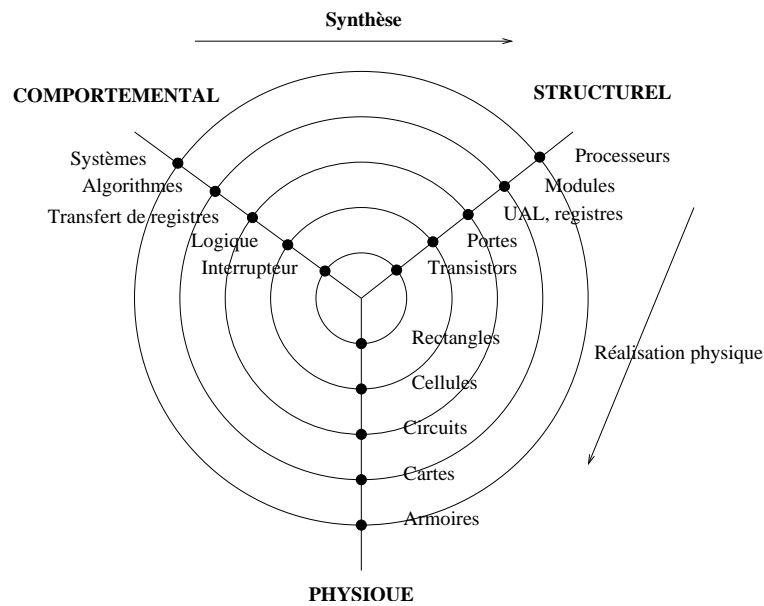 Synthèse
COMPORTEMENTAL
STRUCTUREL
Systèmes
Processeurs
Algorithmes
Modules
Transfert de registres
UAL, registres
Logique
Portes
Interrupteur
Transistors
Rectangles
Réalisation physique
Cellules
Circuits
Cartes
Armoires
PHYSIQUE